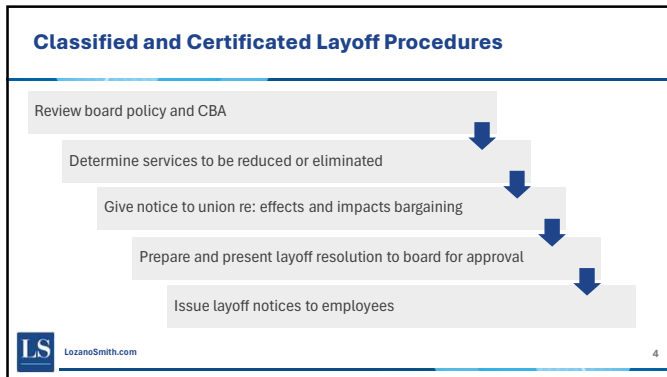 Classified and Certificated Layoff Procedures
Review board policy and CBA
Determine services to be reduced or eliminated
Give notice to union re: effects and impacts bargaining
Prepare and present layoff resolution to board for approval
Issue layoff notices to employees
LS
LozanoSmith.com
4